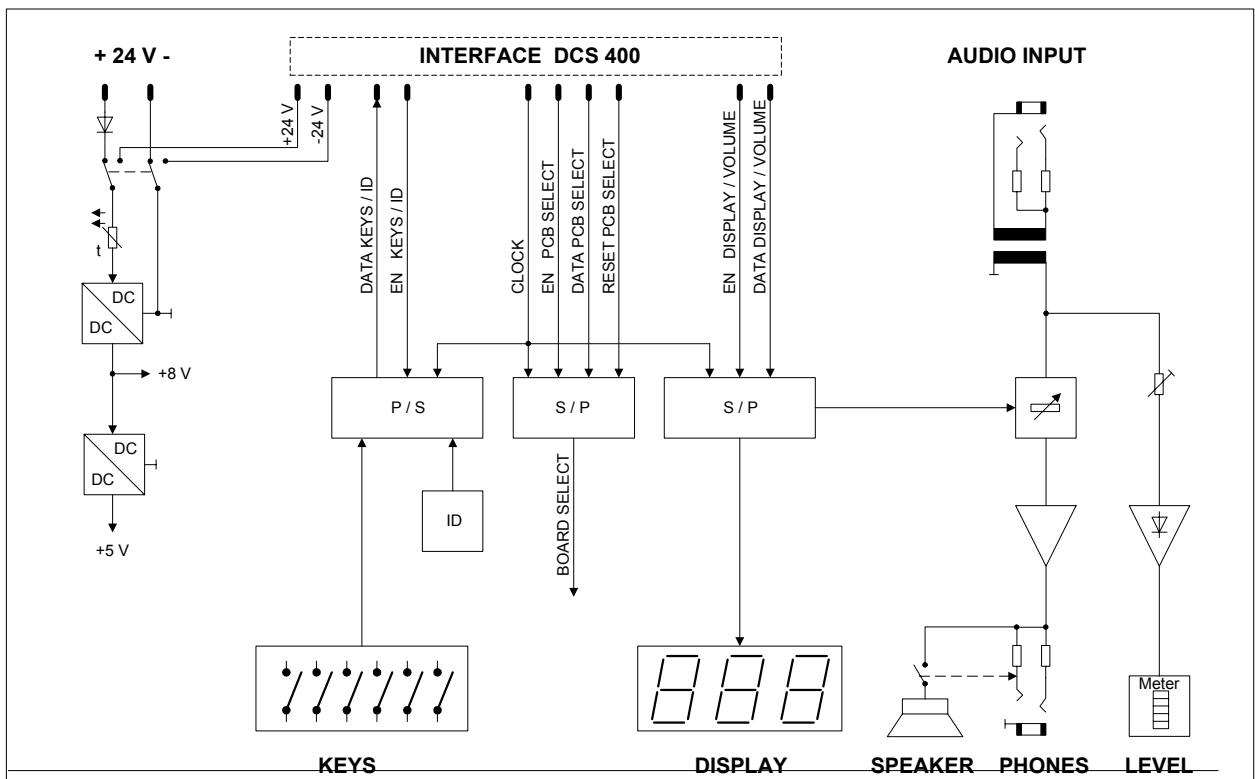 + 24 V -
INTERFACE DCS 400
AUDIO INPUT
+24 V
-24 V
DATA KEYS / ID
EN KEYS / ID
CLOCK
EN PCB SELECT
DATA PCB SELECT
RESET PCB SELECT
EN DISPLAY / VOLUME
DATA DISPLAY / VOLUME
t
DC
DC
+8 V
P / S
S / P
S / P
DC
DC
ID
BOARD SELECT
+5 V
Meter
KEYS
DISPLAY
SPEAKER
PHONES
LEVEL